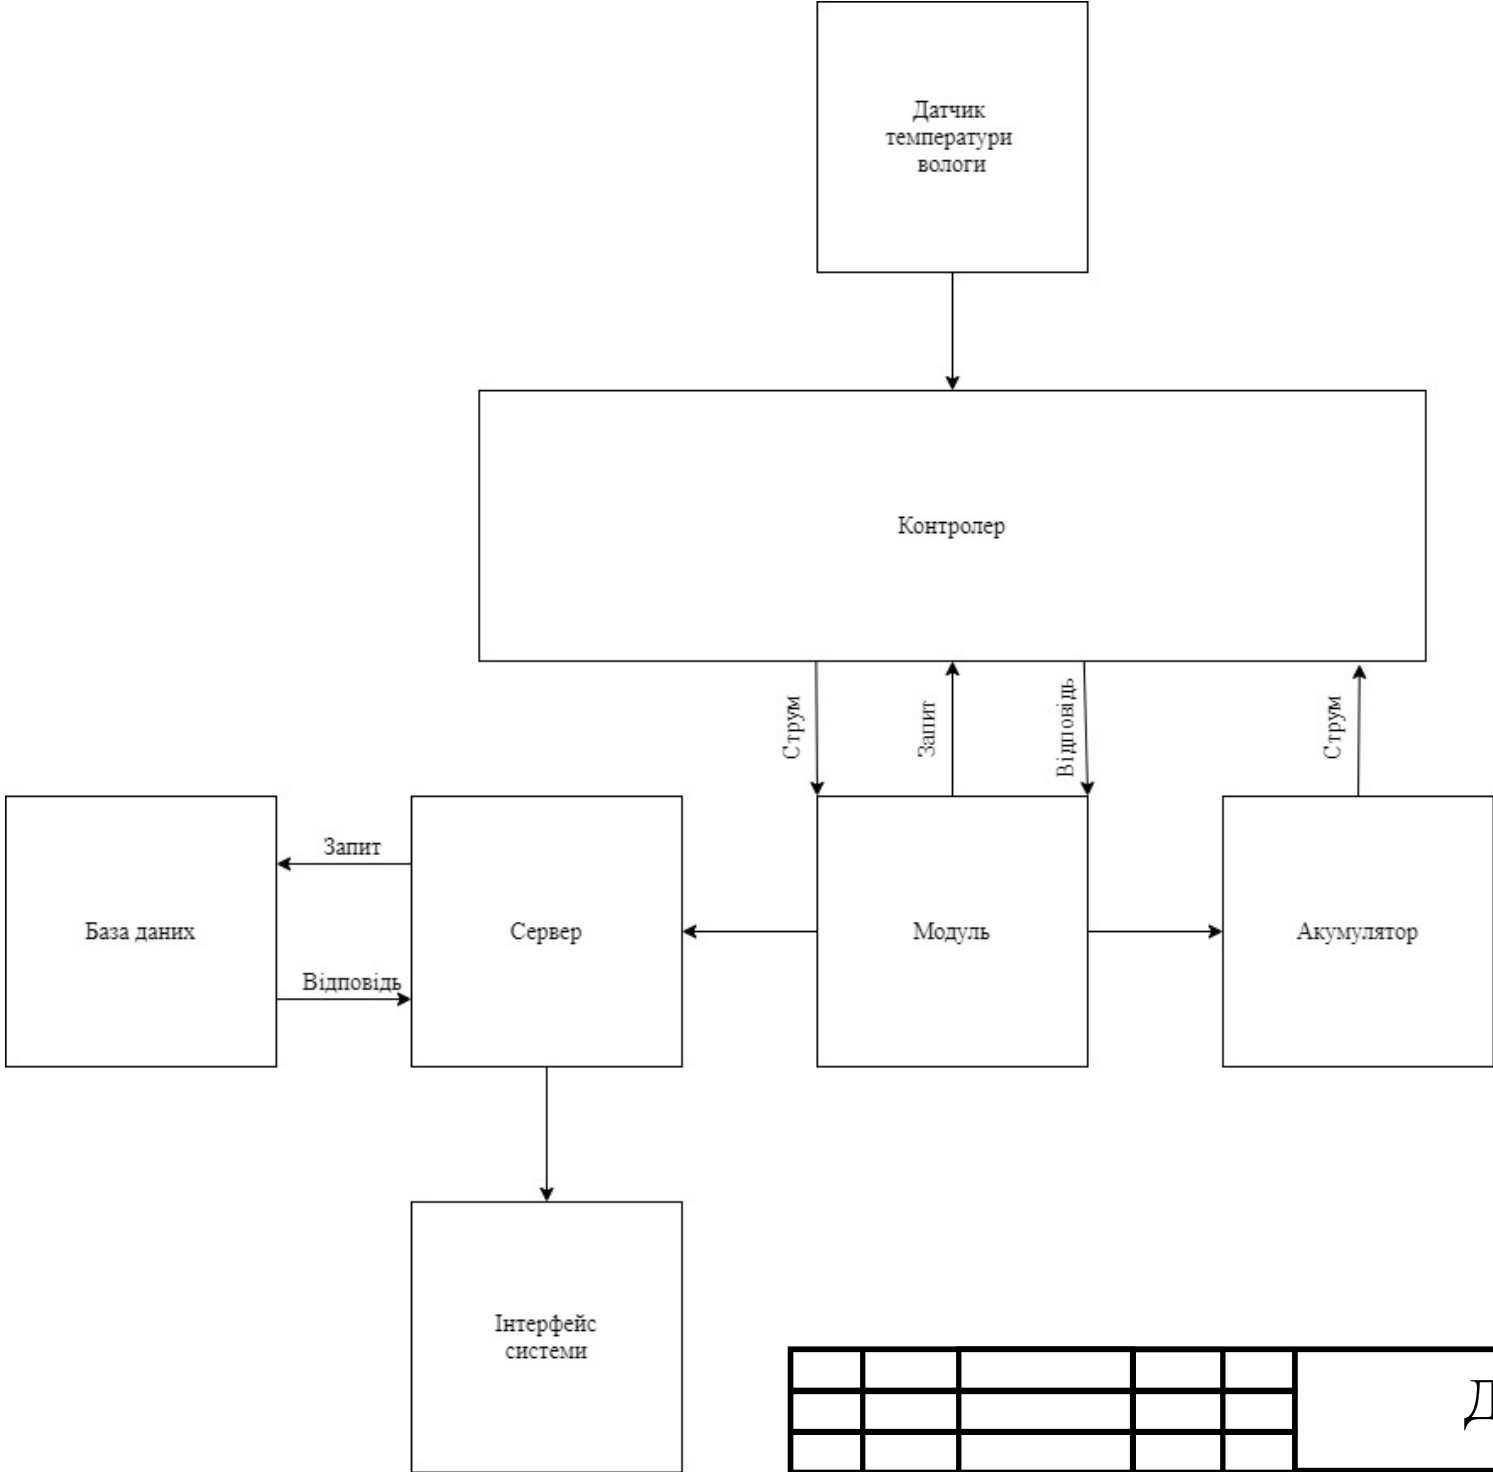 Датчик
температури
вологи
Контролер
Струм
Запит
Відповідь
Струм
Запит
База даних
Сервер
Модуль
Акумулятор
Відповідь
Інтерфейс
системи
Д